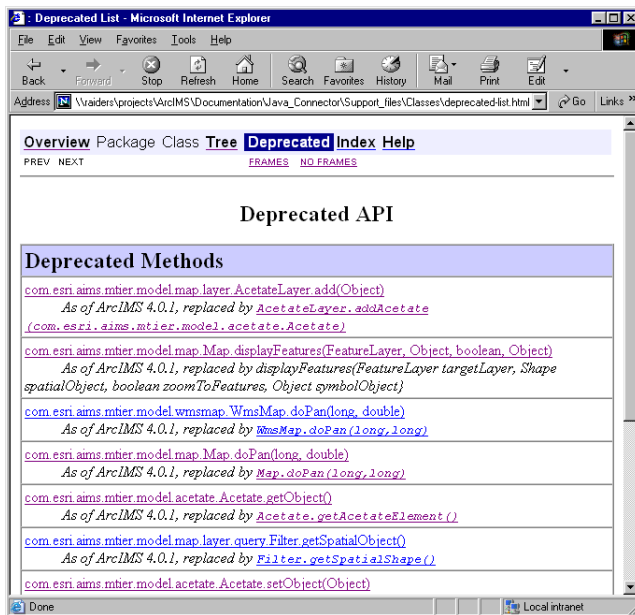 : Deprecated List - Microsoft Internet Explorer
File Edit View Favorites Tools Help
Back Forward Stop Refresh Home Search Favorites History Mail Print Edit
Address \\raiders\projects\ArcIMS\Documentation\Java_Connector\Support_files\Classes\deprecated-list.html Go Links »
Overview Package Class Tree Deprecated Index Help
PREV NEXT FRAMES NO FRAMES
Deprecated API
Deprecated Methods
com.esri.aims.mtier.model.map.layer.AcetateLayer.add(Object)
As of ArcIMS 4.0.1, replaced by AcetateLayer.addAcetate
(com.esri.aims.mtier.model.acetate.Acetate)
com.esri.aims.mtier.model.map.Map.displayFeatures(FeatureLayer, Object, boolean, Object)
As of ArcIMS 4.0.1, replaced by displayFeatures(FeatureLayer targetLayer, Shape
spatialObject, boolean zoomToFeatures, Object symbolObject}
com.esri.aims.mtier.model.wmsmap.WmsMap.doPan(long, double)
As of ArcIMS 4.0.1, replaced by WmsMap.doPan(long,long)
com.esri.aims.mtier.model.map.Map.doPan(long, double)
As of ArcIMS 4.0.1, replaced by Map.doPan(long,long)
com.esri.aims.mtier.model.acetate.Acetate.getObject()
As of ArcIMS 4.0.1, replaced by Acetate.getAcetateElement()
com.esri.aims.mtier.model.map.layer.query.Filter.getSpatialObject()
As of ArcIMS 4.0.1, replaced by Filter.getSpatialShape()
com.esri.aims.mtier.model.acetate.Acetate.setObject(Object)
Done Local intranet